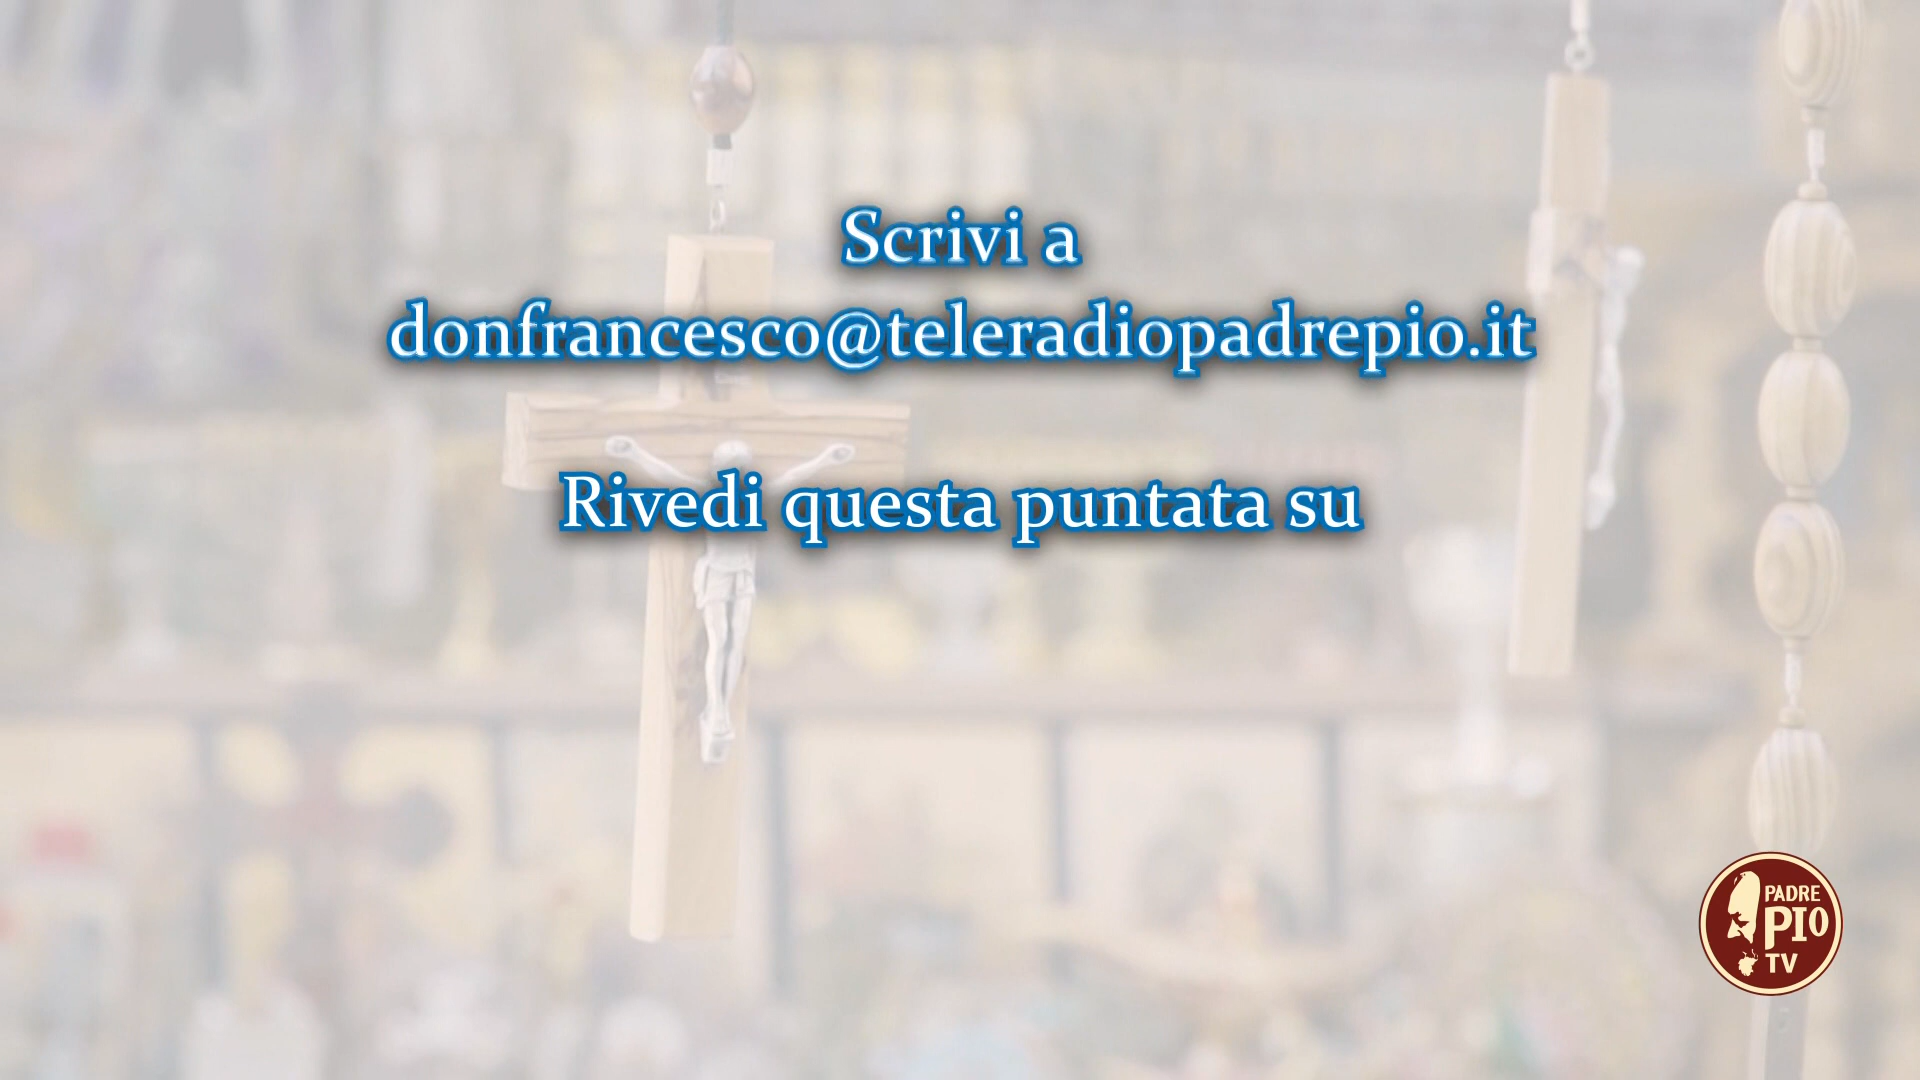 Scrivi a
donfrancesco@teleradiopadrepio.it
Rivedi questa puntata su
PADRE
PIO
TV